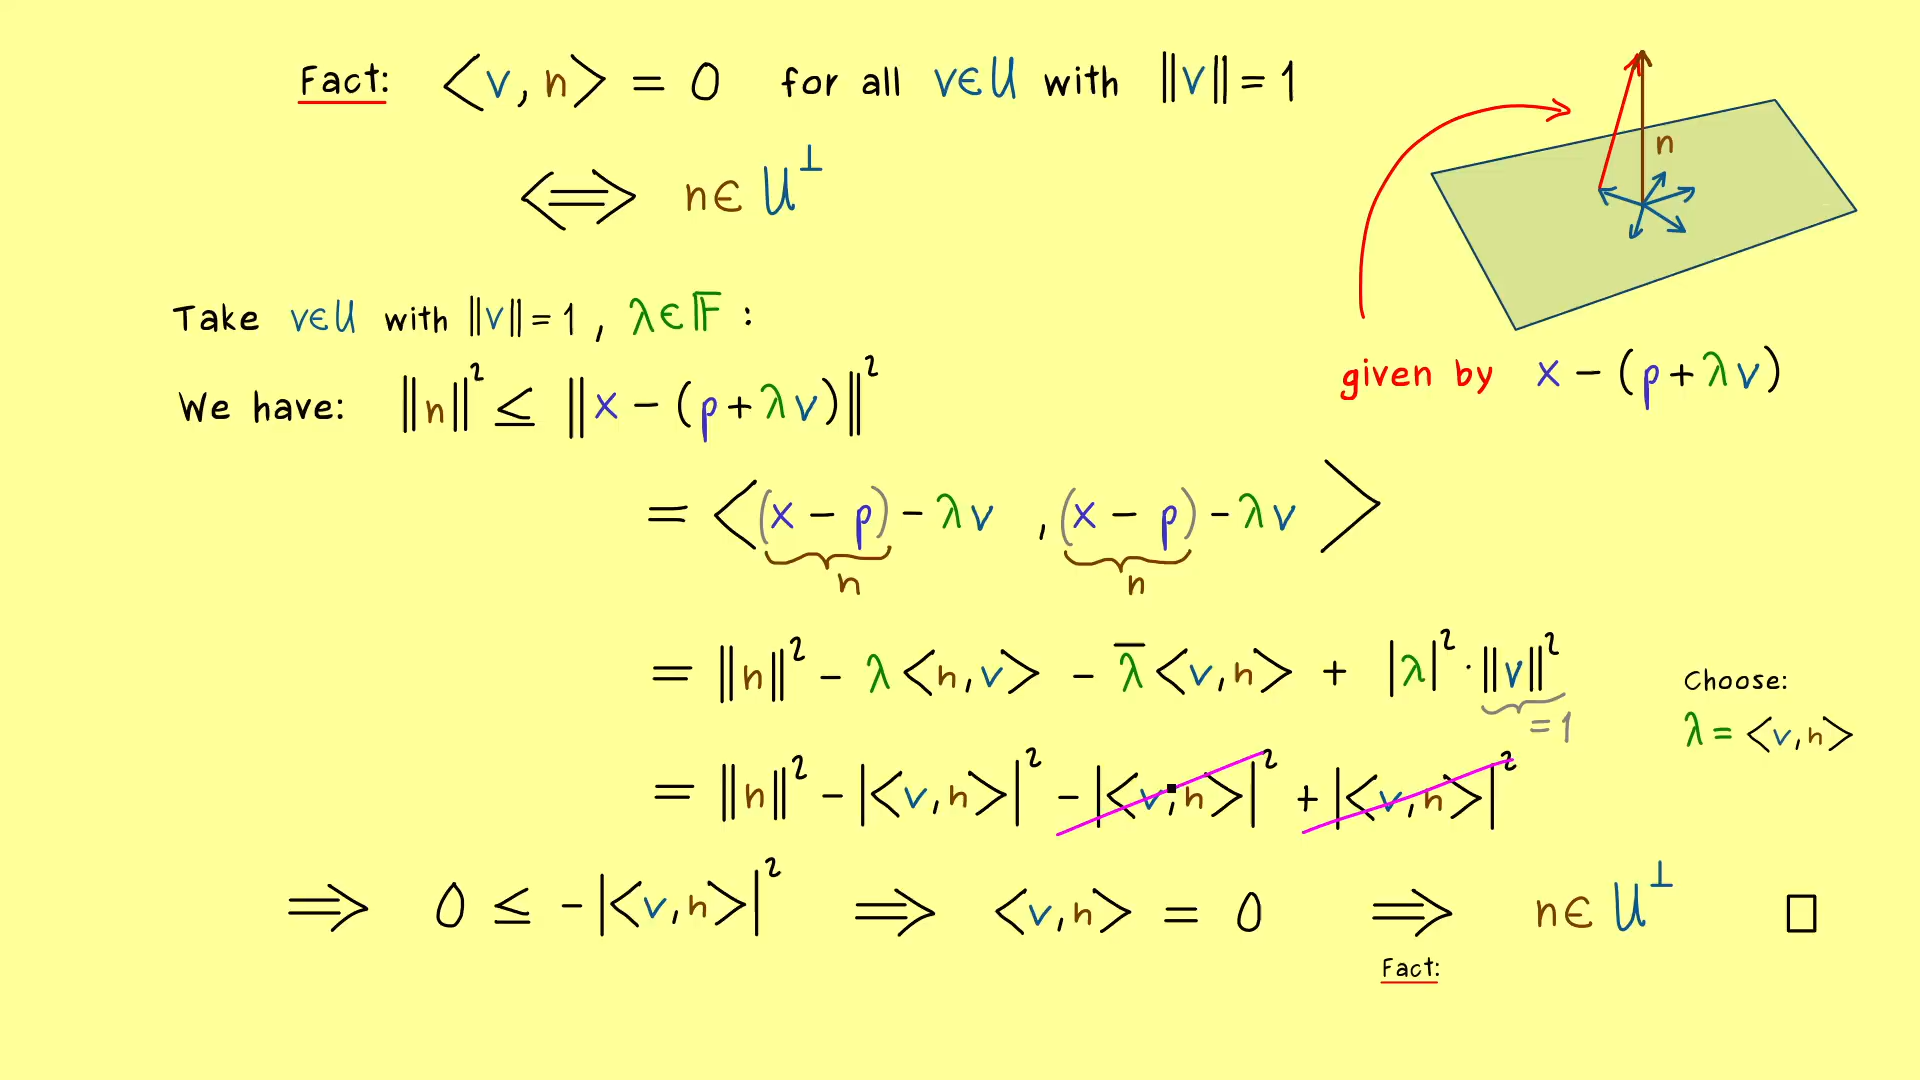 Fact: <v, n> = 0 for all v∈U with ||v|| = 1
<=> n∈U^⊥
n
Take v∈U with ||v|| = 1, λ∈𝔽:
given by x − (p + λv)
We have: ||n||² ≤ ||x − (p + λv)||²
= <(x − p) − λv, (x − p) − λv>
n n
= ||n||² − λ<n,v> − λ̅<v,n> + |λ|²·||v||²
= 1
Choose:
λ = <v,n>
= ||n||² − |<v,n>|² − |<v,n>|² + |<v,n>|²
⟹ 0 ≤ −|<v,n>|² ⟹ <v,n> = 0 ⟹ n∈U^⊥ □
Fact: